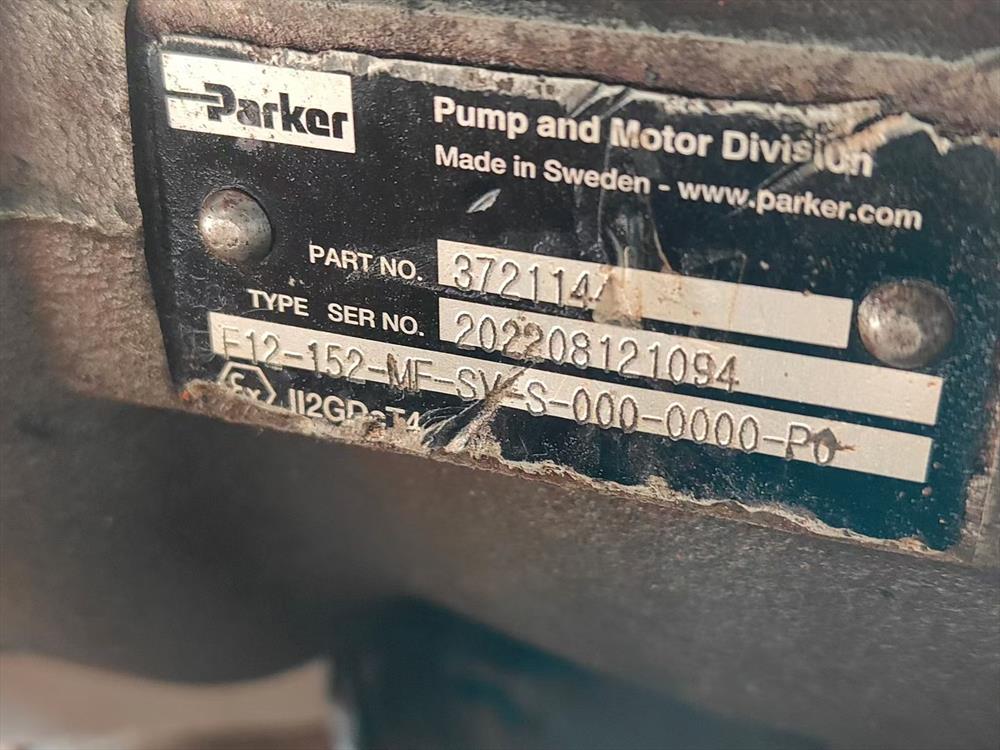 Parker
Pump and Motor Division
Made in Sweden - www.parker.com
PART NO. 3721144
TYPE SER NO. 202208121094
F12-152-MF-SV-S-000-0000-P0
Ex II2GDcT4